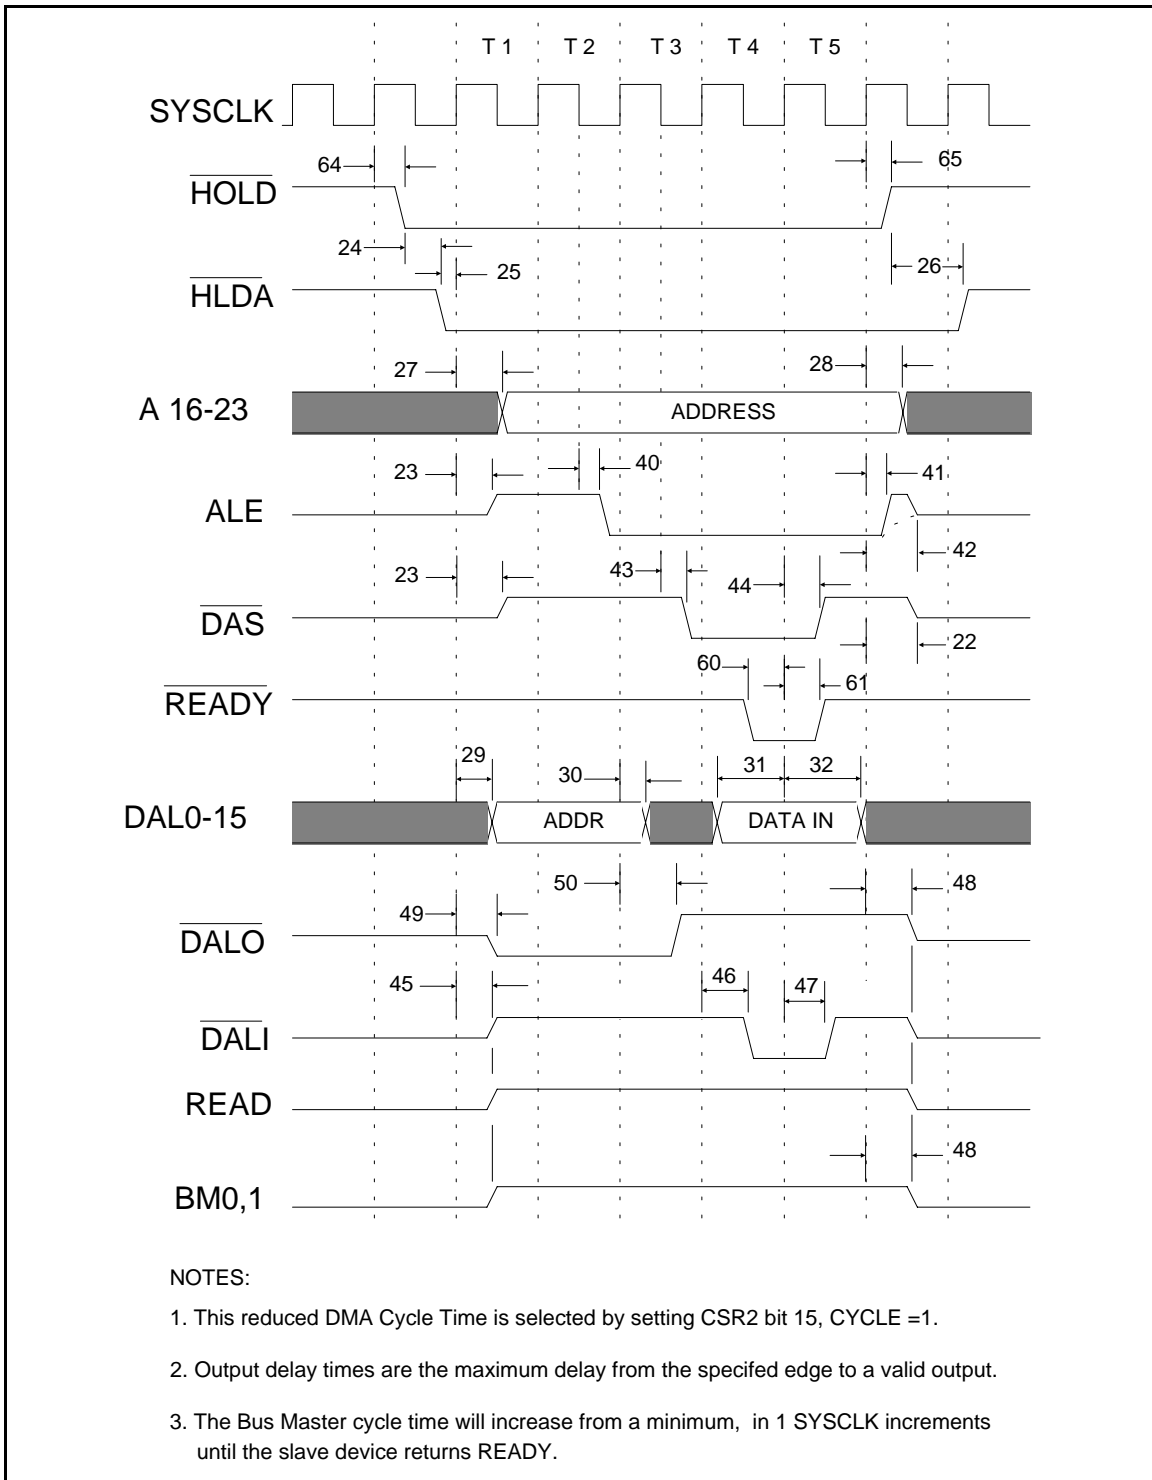 T 1 T 2 T 3 T 4 T 5
SYSCLK
64 65
HOLD
24 25 26
HLDA
27 28
A 16-23 ADDRESS
23 40 41
ALE
42
23 43 44
DAS
22
60 61
READY
29 30 31 32
DAL0-15 ADDR DATA IN
50 48
49
DALO
45 46 47
DALI
READ
48
BM0,1
NOTES:
1. This reduced DMA Cycle Time is selected by setting CSR2 bit 15, CYCLE =1.
2. Output delay times are the maximum delay from the specifed edge to a valid output.
3. The Bus Master cycle time will increase from a minimum, in 1 SYSCLK increments
until the slave device returns READY.